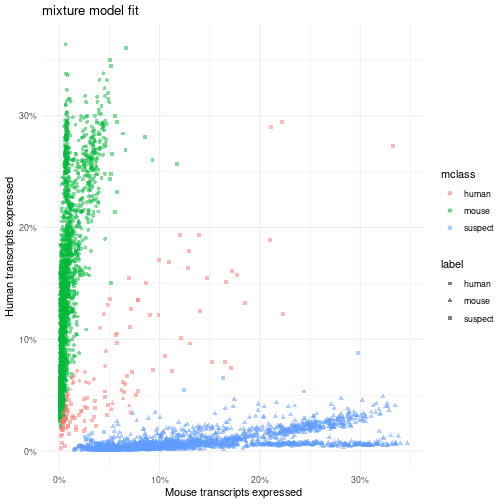 mixture model fit
Human transcripts expressed
30%
20%
10%
0%
0%
10%
20%
30%
Mouse transcripts expressed
mclass
human
mouse
suspect
label
human
mouse
suspect